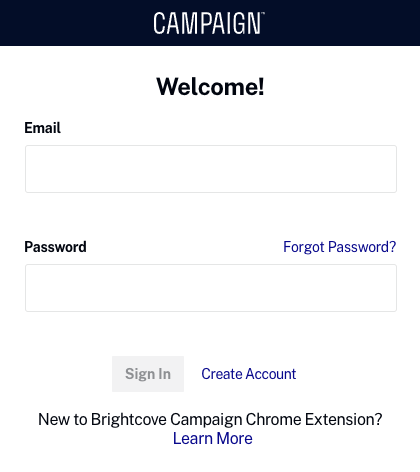 CAMPAIGN™
Welcome!
Email
Password
Forgot Password?
Sign In
Create Account
New to Brightcove Campaign Chrome Extension?
Learn More